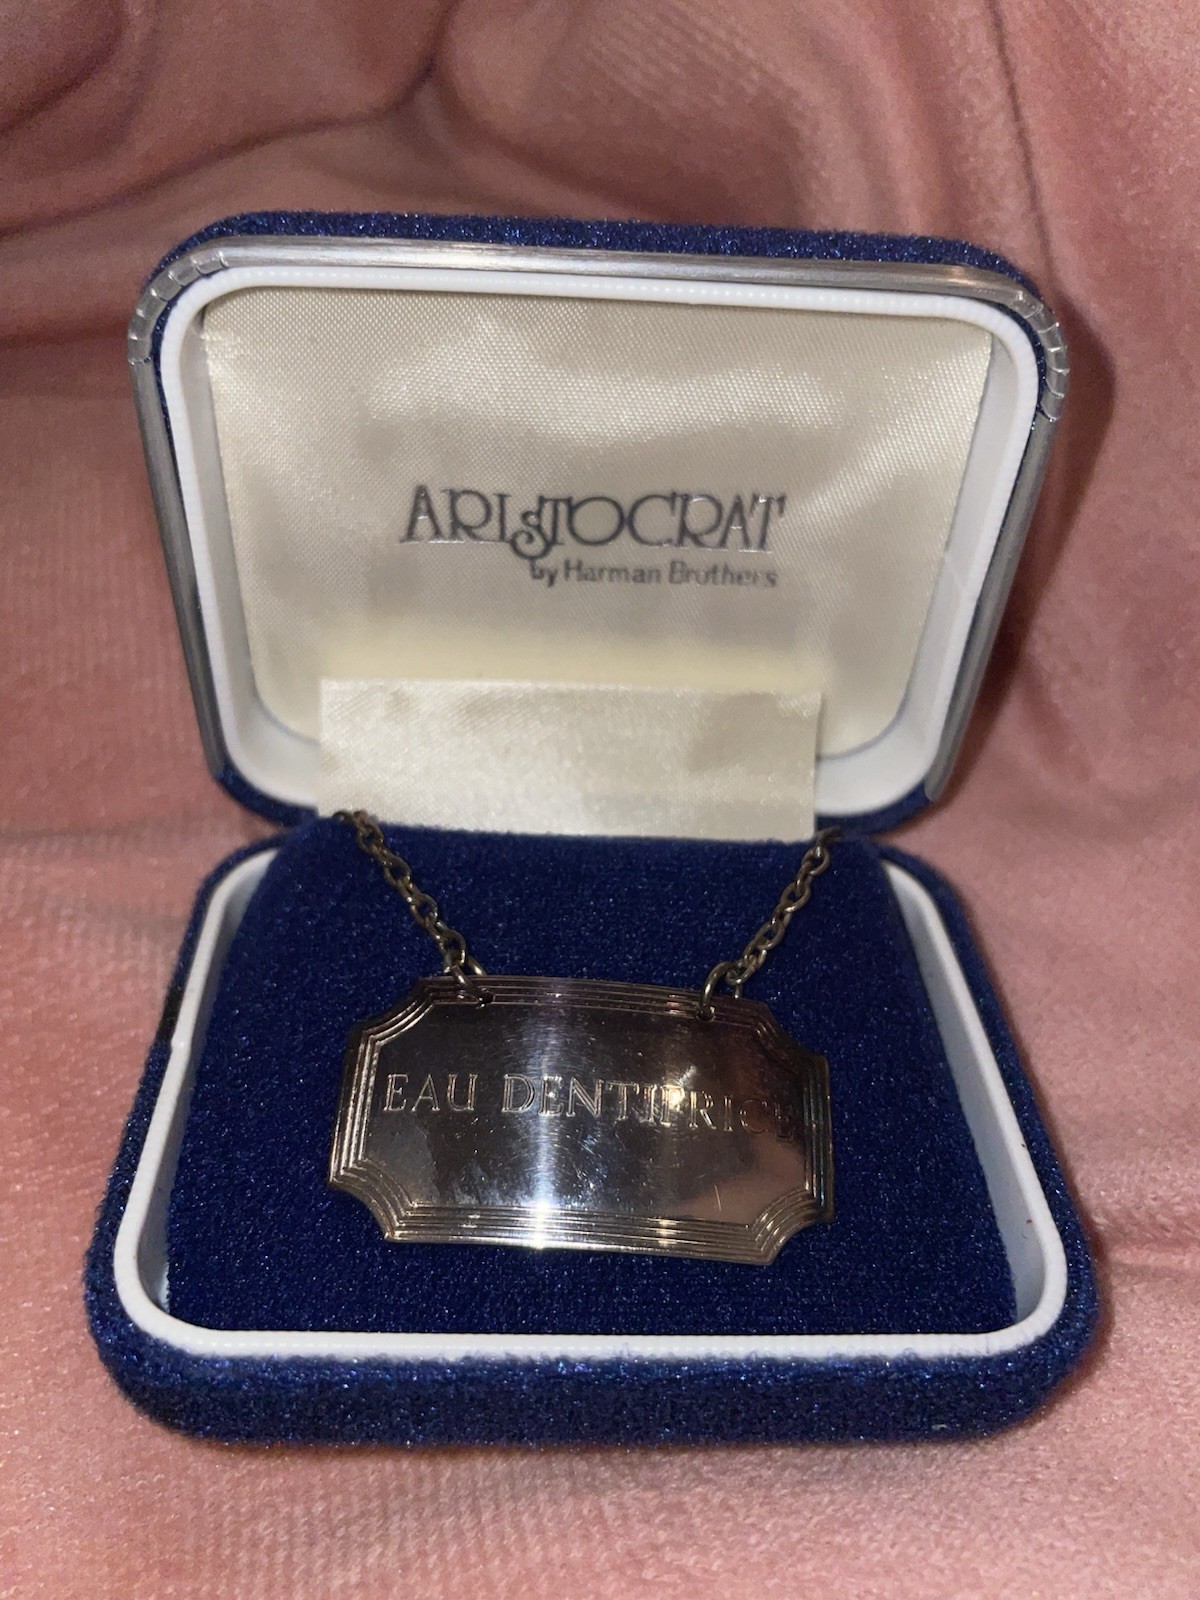 ARISTOCRAT
by Harman Brothers
EAU DENTIFRICE